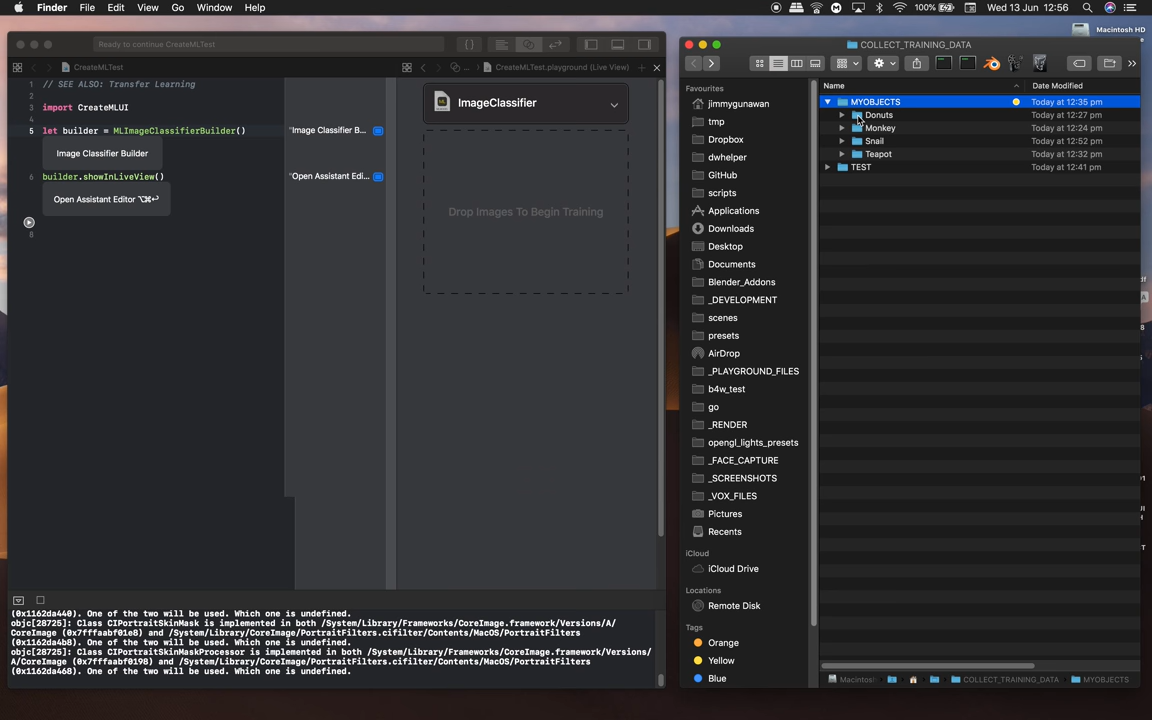 Finder File Edit View Go Window Help 100% Wed 13 Jun 12:56
Macintosh HD
Ready to continue CreateMLTest
CreateMLTest
CreateMLTest.playground (Live View)
1 // SEE ALSO: Transfer Learning
2
3 import CreateMLUI
4
5 let builder = MLImageClassifierBuilder()
Image Classifier Builder
6 builder.showInLiveView()
Open Assistant Editor ⌥⌘↩
8
"Image Classifier B...
"Open Assistant Edi...
ImageClassifier
Drop Images To Begin Training
(0x1162da440). One of the two will be used. Which one is undefined.
objc[28725]: Class CIPortraitSkinMask is implemented in both /System/Library/Frameworks/CoreImage.framework/Versions/A/
CoreImage (0x7fffaabf01e8) and /System/Library/CoreImage/PortraitFilters.cifilter/Contents/MacOS/PortraitFilters
(0x1162da4b8). One of the two will be used. Which one is undefined.
objc[28725]: Class CIPortraitSkinMaskProcessor is implemented in both /System/Library/Frameworks/CoreImage.framework/Versions/
A/CoreImage (0x7fffaabf0198) and /System/Library/CoreImage/PortraitFilters.cifilter/Contents/MacOS/PortraitFilters
(0x1162da468). One of the two will be used. Which one is undefined.
COLLECT_TRAINING_DATA
Favourites
jimmygunawan
tmp
Dropbox
dwhelper
GitHub
scripts
Applications
Downloads
Desktop
Documents
Blender_Addons
_DEVELOPMENT
scenes
presets
AirDrop
_PLAYGROUND_FILES
b4w_test
go
_RENDER
opengl_lights_presets
_FACE_CAPTURE
_SCREENSHOTS
_VOX_FILES
Pictures
Recents
iCloud
iCloud Drive
Locations
Remote Disk
Tags
Orange
Yellow
Blue
Name Date Modified
MYOBJECTS Today at 12:35 pm
Donuts Today at 12:27 pm
Monkey Today at 12:24 pm
Snail Today at 12:52 pm
Teapot Today at 12:32 pm
TEST Today at 12:41 pm
COLLECT_TRAINING_DATA MYOBJECTS